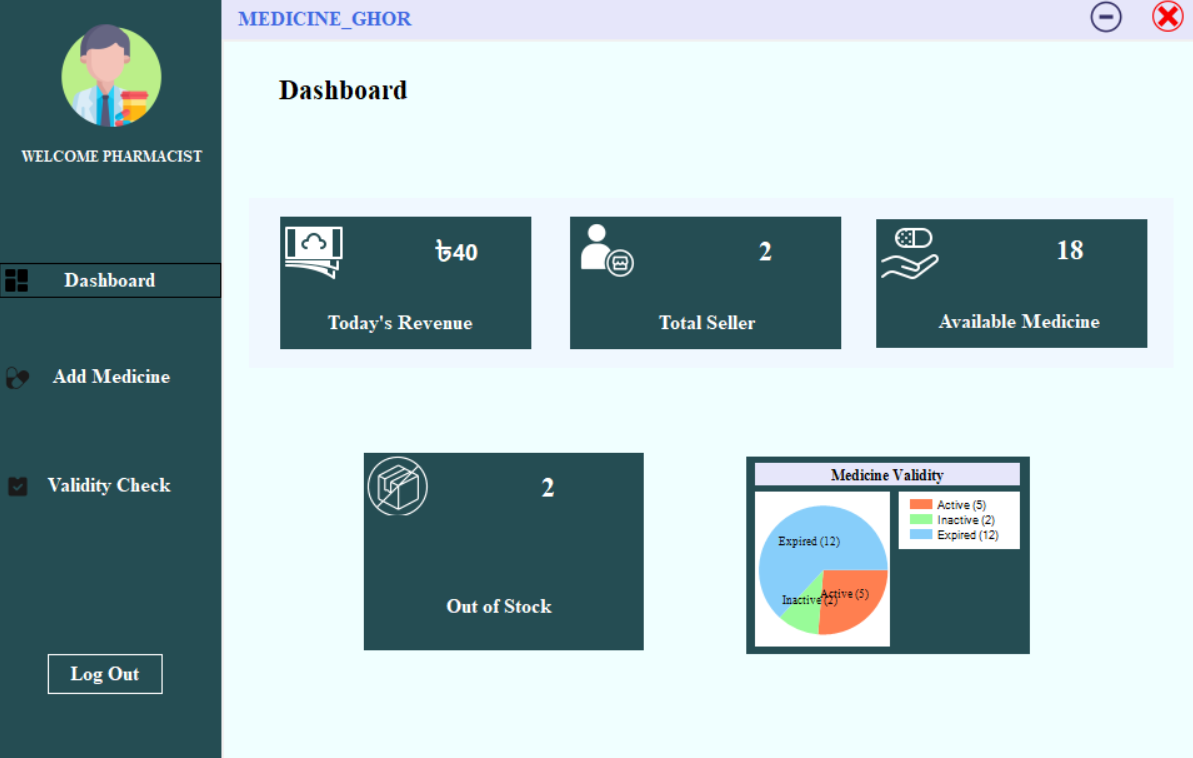 MEDICINE_GHOR
WELCOME PHARMACIST
Dashboard
Add Medicine
Validity Check
Log Out
Dashboard
৳40
Today's Revenue
2
Total Seller
18
Available Medicine
2
Out of Stock
Medicine Validity
Expired (12)
Inactive (2)
Active (5)
Active (5)
Inactive (2)
Expired (12)